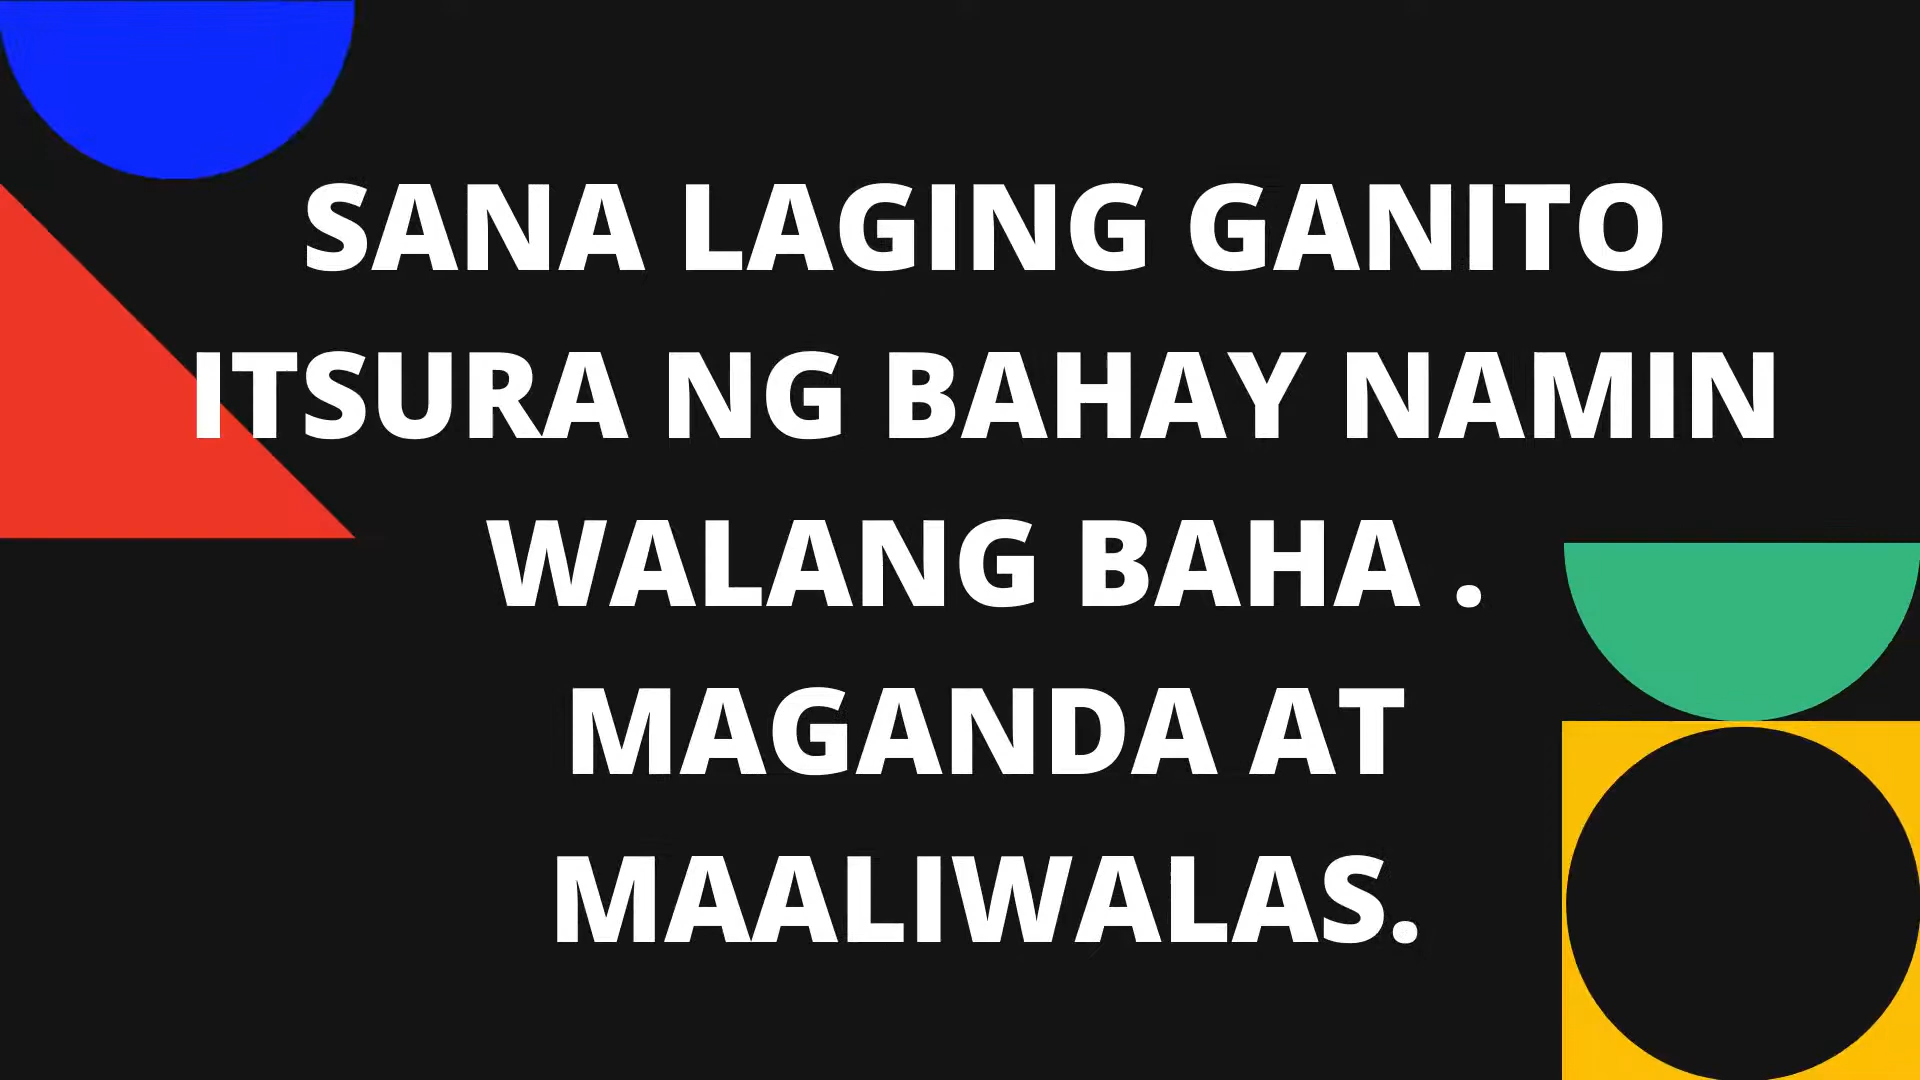 SANA LAGING GANITO
ITSURA NG BAHAY NAMIN
WALANG BAHA .
MAGANDA AT
MAALIWALAS.